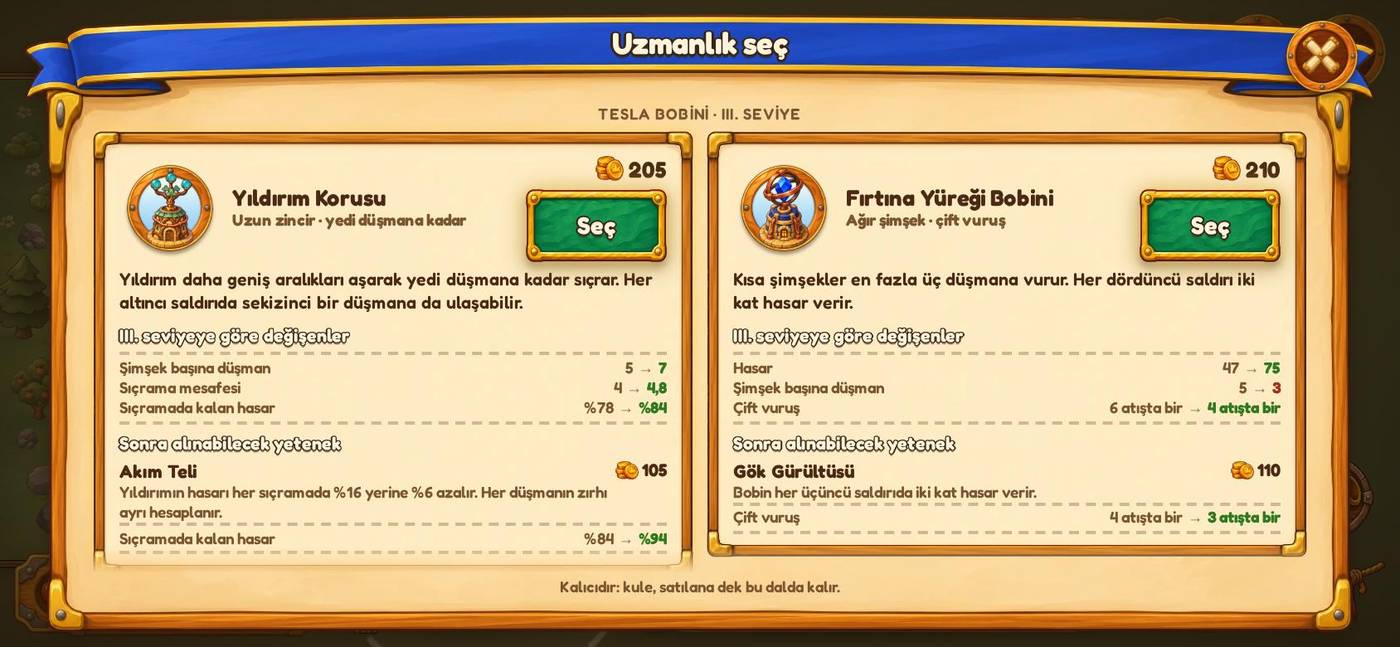 Uzmanlık seç
TESLA BOBİNİ · III. SEVİYE
205
Yıldırım Korusu
Uzun zincir · yedi düşmana kadar
Seç
Yıldırım daha geniş aralıkları aşarak yedi düşmana kadar sıçrar. Her
altıncı saldırıda sekizinci bir düşmana da ulaşabilir.
III. seviyeye göre değişenler
Şimşek başına düşman 5 → 7
Sıçrama mesafesi 4 → 4,8
Sıçramada kalan hasar %78 → %84
Sonra alınabilecek yetenek
Akım Teli 105
Yıldırımın hasarı her sıçramada %16 yerine %6 azalır. Her düşmanın zırhı
ayrı hesaplanır.
Sıçramada kalan hasar %84 → %94
210
Fırtına Yüreği Bobini
Ağır şimşek · çift vuruş
Seç
Kısa şimşekler en fazla üç düşmana vurur. Her dördüncü saldırı iki
kat hasar verir.
III. seviyeye göre değişenler
Hasar 47 → 75
Şimşek başına düşman 5 → 3
Çift vuruş 6 atışta bir → 4 atışta bir
Sonra alınabilecek yetenek
Gök Gürültüsü 110
Bobin her üçüncü saldırıda iki kat hasar verir.
Çift vuruş 4 atışta bir → 3 atışta bir
Kalıcıdır: kule, satılana dek bu dalda kalır.